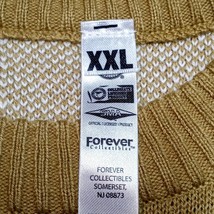 XXL
OFFICIAL LICENSED PRODUCT
Forever
Collectibles
FOREVER
COLLECTIBLES
SOMERSET,
NJ 08873